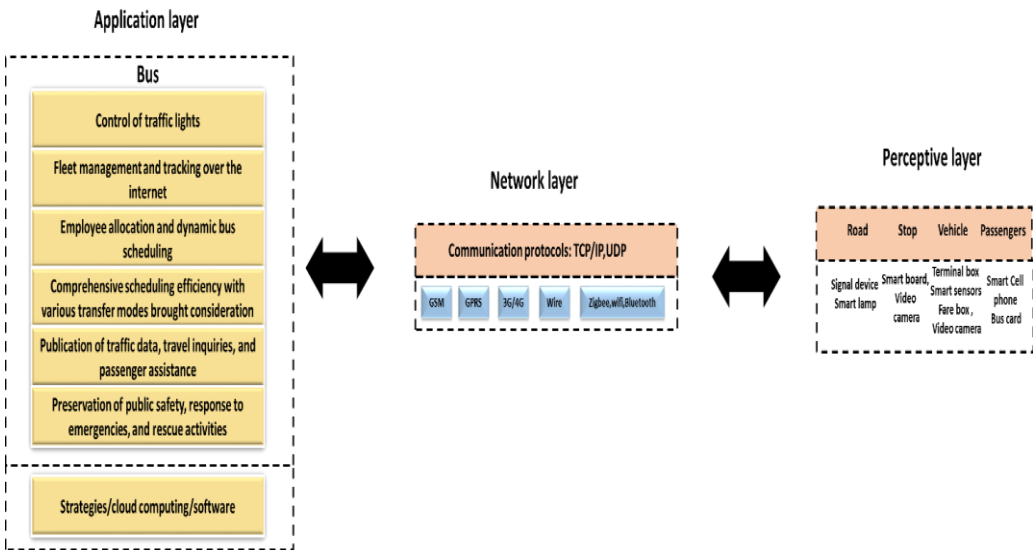 Application layer
Bus
Control of traffic lights
Fleet management and tracking over the
internet
Employee allocation and dynamic bus
scheduling
Comprehensive scheduling efficiency with
various transfer modes brought consideration
Publication of traffic data, travel inquiries, and
passenger assistance
Preservation of public safety, response to
emergencies, and rescue activities
Strategies/cloud computing/software
Network layer
Communication protocols: TCP/IP,UDP
GSM
GPRS
3G/4G
Wire
Zigbee,wifi,Bluetooth
Perceptive layer
Road
Stop
Vehicle
Passengers
Signal device
Smart lamp
Smart board,
Video
camera
Terminal box
Smart sensors
Fare box ,
Video camera
Smart Cell
phone
Bus card